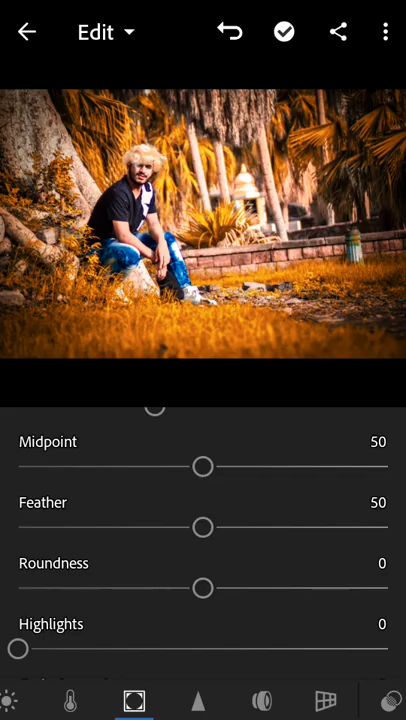 Edit
Midpoint 50
Feather 50
Roundness 0
Highlights 0